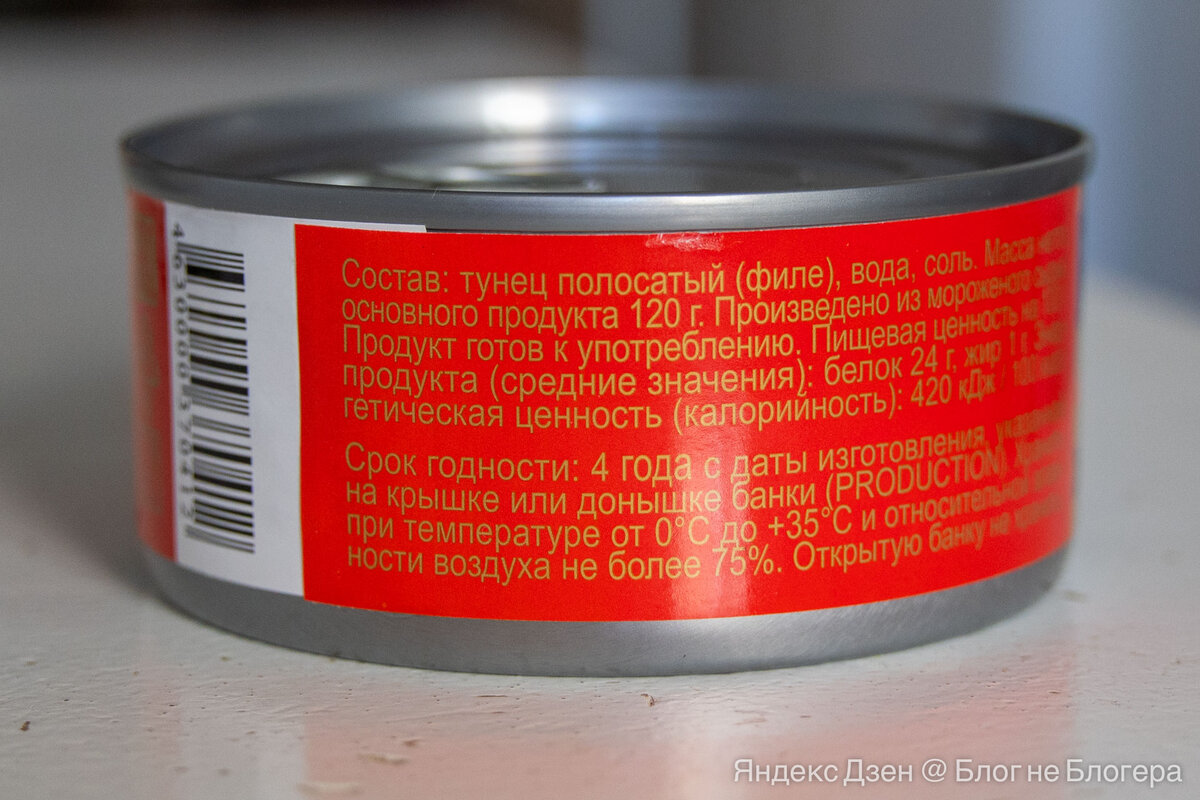 Состав: тунец полосатый (филе), вода, соль. Масса
основного продукта 120 г. Произведено из мороженого
Продукт готов к употреблению. Пищевая ценность на
продукта (средние значения): белок 24 г, жир 1 г.
гетическая ценность (калорийность): 420 кДж /
Срок годности: 4 года с даты изготовления,
на крышке или донышке банки (PRODUCTION).
при температуре от 0°С до +35°С и относительной
ности воздуха не более 75%. Открытую банку не
Яндекс Дзен @ Блог не Блогера